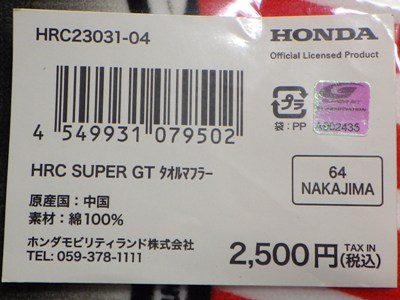 HRC23031-04
HONDA
Official Licensed Product
4 549931 079502
プラ
袋：PP
A902435
HRC SUPER GT ﾀｵﾙﾏﾌﾗｰ
64
NAKAJIMA
原産国：中国
素材：綿100%
ホンダモビリティランド株式会社
TEL: 059-378-1111
2,500円 TAX IN (税込)